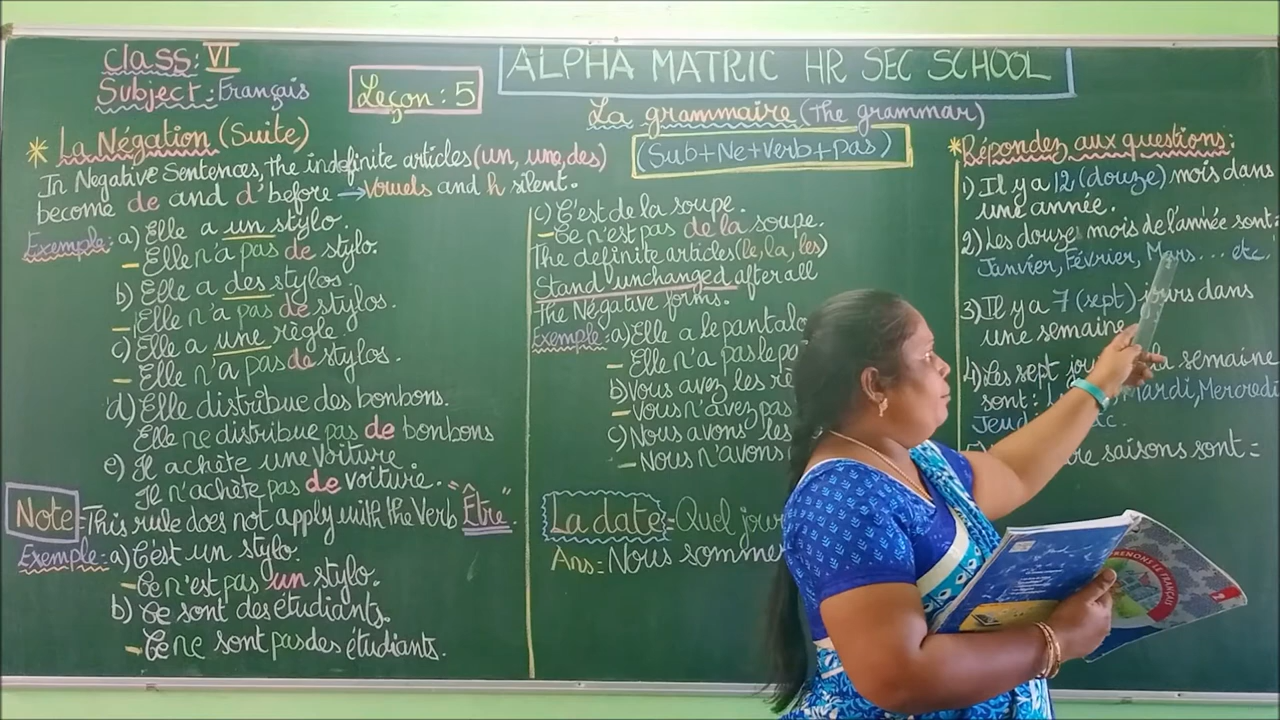 Class: VI
Subject: Français
Leçon: 5
ALPHA MATRIC HR SEC SCHOOL
La grammaire (The grammar)
* La Négation (Suite)
(Sub+Ne+Verb+pas)
In Negative Sentences, the indefinite articles (un, une, des)
become de and d' before → vowels and h silent.
Exemple: a) Elle a un stylo.
– Elle n'a pas de stylo.
b) Elle a des stylos.
– Elle n'a pas de stylos.
c) Elle a une règle.
– Elle n'a pas de stylos.
d) Elle distribue des bonbons.
Elle ne distribue pas de bonbons
e) Je achète une voiture.
Je n'achète pas de voiture.
Note = This rule does not apply with the Verb "Être".
Exemple: a) C'est un stylo.
– Ce n'est pas un stylo.
b) Ce sont des étudiants.
– Ce ne sont pas des étudiants.
c) C'est de la soupe.
– Ce n'est pas de la soupe.
The definite articles (le, la, les)
Stand unchanged after all
The Négative forms.
Exemple: a) Elle a le
– Elle n'a pas le
b) Vous avez les
– Vous n'avez pas
c) Nous avons les
– Nous n'avons
La date = Quel jour
Ans: = Nous sommes
* Répondez aux questions:
1) Il y a 12 (douze) mois dans
une année.
2) Les douze mois de l'année sont:
Janvier, Février, Mars ... etc.
3) Il y a 7 (sept) jours dans
une semaine
4) Les sept la semaine
sont: Mardi, Mercredi
Jeudi
saisons sont =
PRENONS LE FRANÇAIS